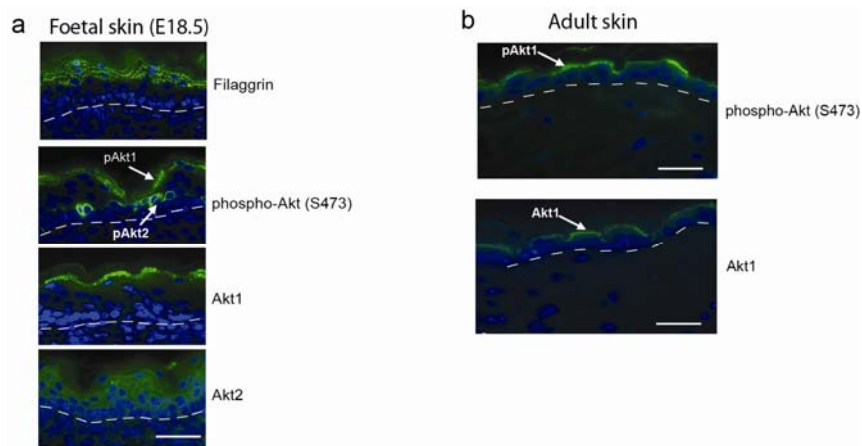 a
Foetal skin (E18.5)
Filaggrin
pAkt1
pAkt2
phospho-Akt (S473)
Akt1
Akt2
b
Adult skin
pAkt1
phospho-Akt (S473)
Akt1
Akt1